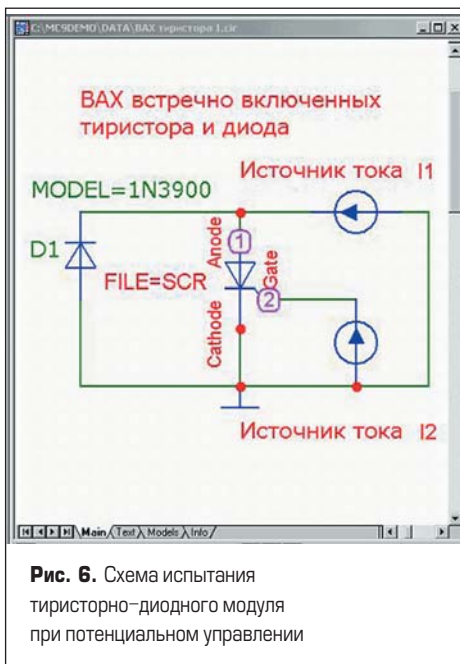 C:\MC9DEMO\DATA\ВАХ тиристора 1.cir
ВАХ встречно включенных
тиристора и диода
Источник тока I1
MODEL=1N3900
D1
FILE=SCR
Anode
1
Gate
2
Cathode
Источник тока I2
Main Text Models Info
Рис. 6. Схема испытания
тиристорно-диодного модуля
при потенциальном управлении